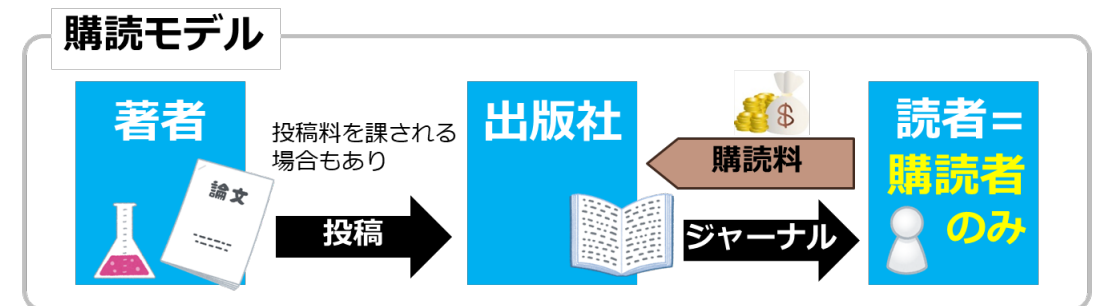 購読モデル
著者
論文
投稿料を課される
場合もあり
投稿
出版社
$
購読料
ジャーナル
読者=
購読者
のみ